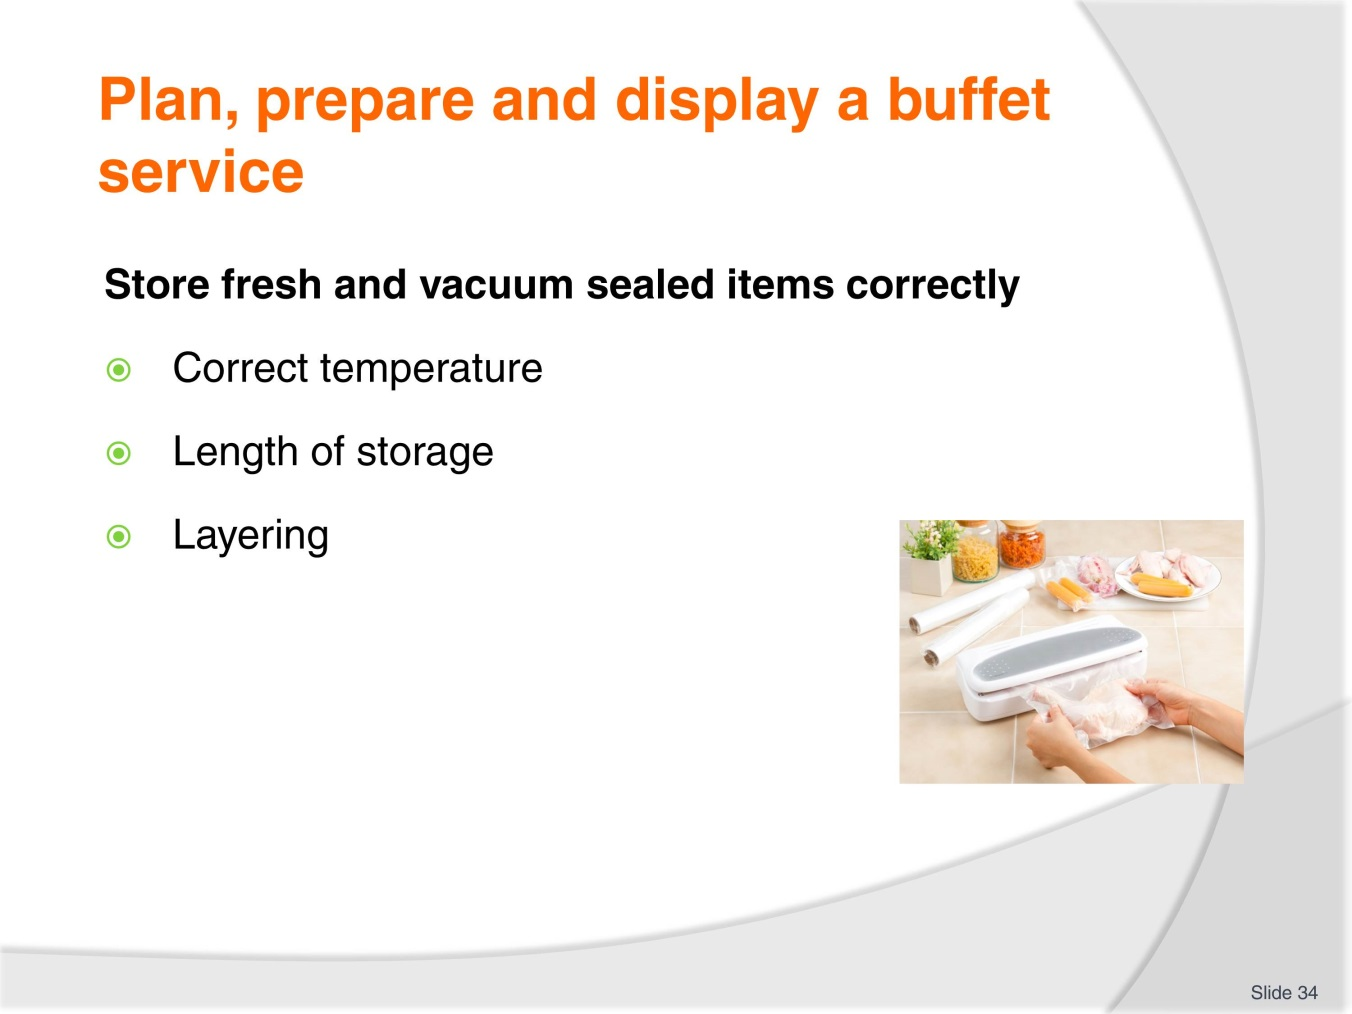 Plan, prepare and display a buffet
service
Store fresh and vacuum sealed items correctly
Correct temperature
Length of storage
Layering
Slide 34